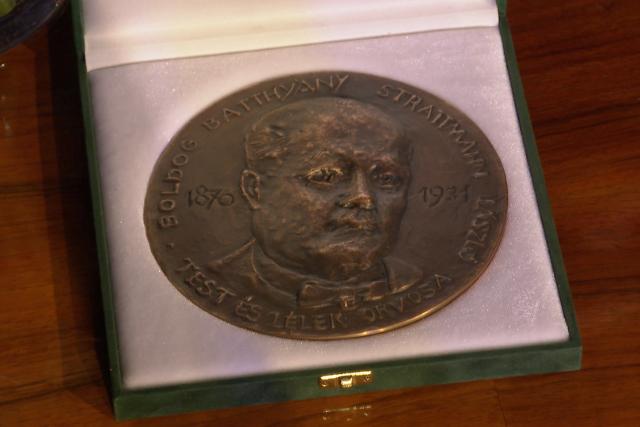 BOLDOG BATTHYÁNY STRATTMANN LÁSZLÓ
1870 1931
TEST ÉS LÉLEK ORVOSA